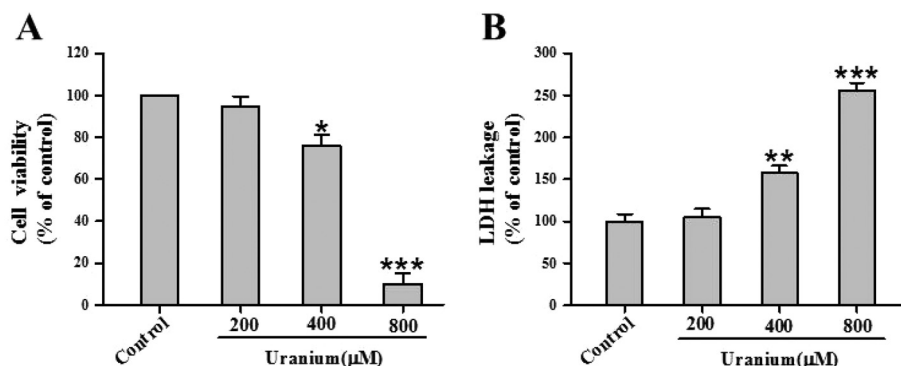 A
Cell viability
(% of control)
120
100
80
60
40
20
0
*
***
Control
200
400
800
Uranium(μM)
B
LDH leakage
(% of control)
300
250
200
150
100
50
0
**
***
Control
200
400
800
Uranium(μM)